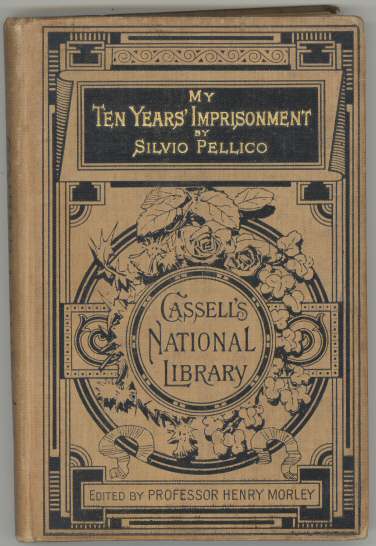 MY
TEN YEARS' IMPRISONMENT
BY
SILVIO PELLICO
CASSELL'S
NATIONAL
LIBRARY
EDITED BY PROFESSOR HENRY MORLEY